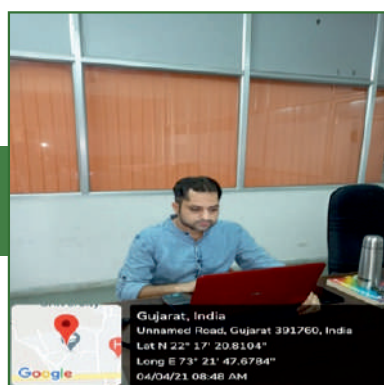 University
Gujarat, India
Unnamed Road, Gujarat 391760, India
Lat N 22° 17' 20.8104"
Long E 73° 21' 47.6784"
04/04/21 08:48 AM
Google